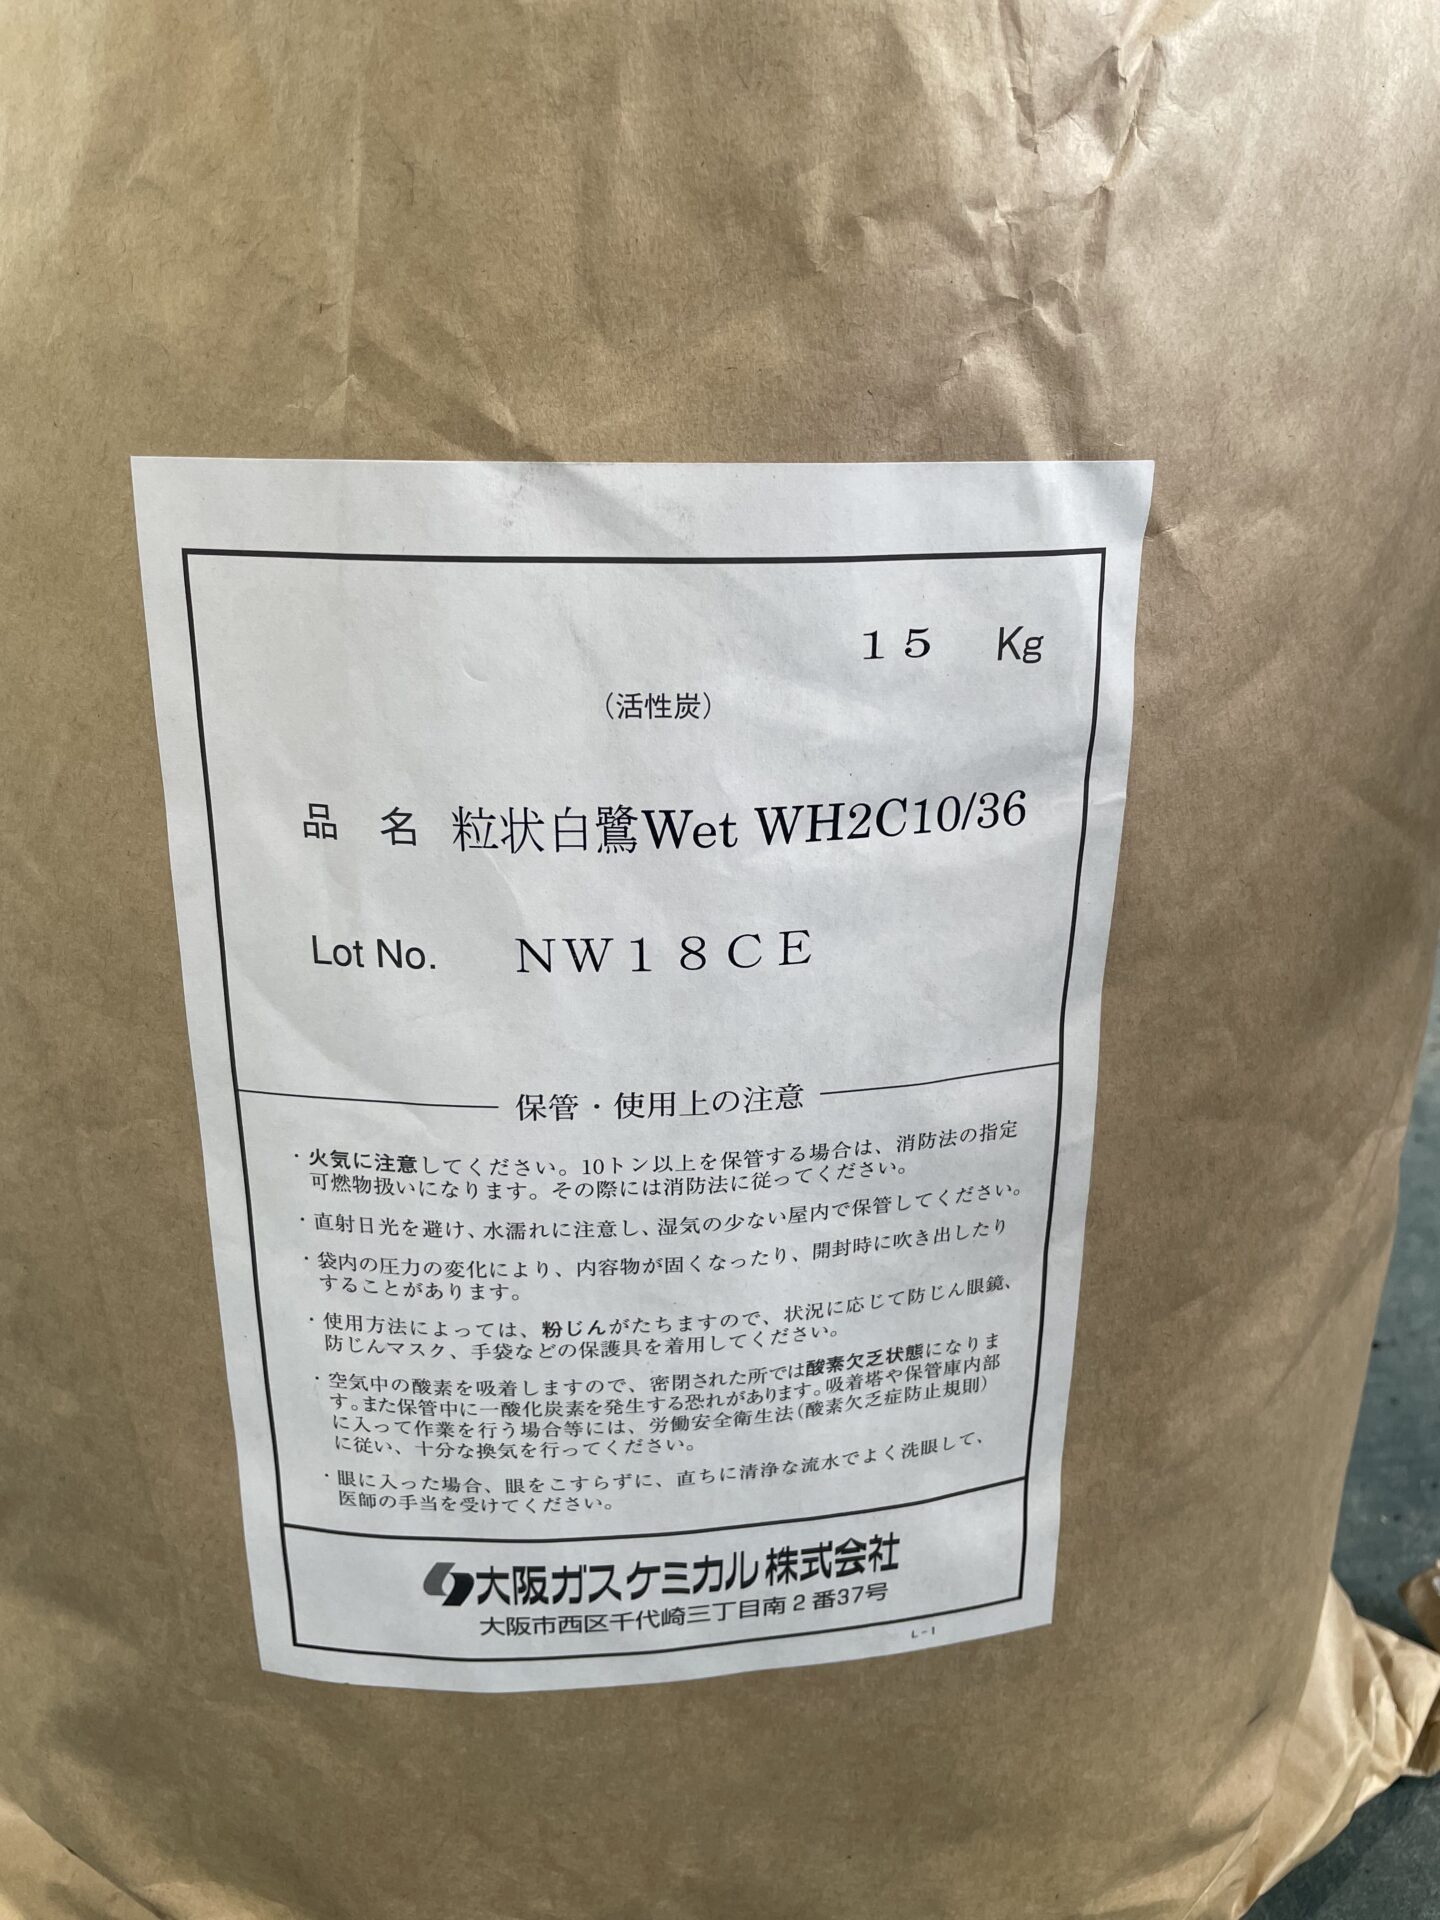 15 Kg
（活性炭）
品 名 粒状白鷺Wet WH2C10/36
Lot No. NW18CE
保管・使用上の注意
・火気に注意してください。10トン以上を保管する場合は、消防法の指定
可燃物扱いになります。その際には消防法に従ってください。
・直射日光を避け、水濡れに注意し、湿気の少ない屋内で保管してください。
・袋内の圧力の変化により、内容物が固くなったり、開封時に吹き出したり
することがあります。
・使用方法によっては、粉じんがたちますので、状況に応じて防じん眼鏡、
防じんマスク、手袋などの保護具を着用してください。
・空気中の酸素を吸着しますので、密閉された所では酸素欠乏状態になりま
す。また保管中に一酸化炭素を発生する恐れがあります。吸着塔や保管庫内部
に入って作業を行う場合等には、労働安全衛生法（酸素欠乏症防止規則）
に従い、十分な換気を行ってください。
・眼に入った場合、眼をこすらずに、直ちに清浄な流水でよく洗眼して、
医師の手当を受けてください。
大阪ガスケミカル株式会社
大阪市西区千代崎三丁目南2番37号
L-1